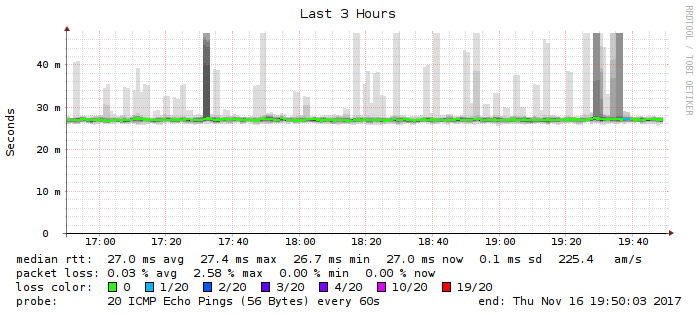 Last 3 Hours
RRDTOOL / TOBI OETIKER
Seconds
40 m
30 m
20 m
10 m
0
17:00 17:20 17:40 18:00 18:20 18:40 19:00 19:20 19:40
median rtt: 27.0 ms avg 27.4 ms max 26.7 ms min 27.0 ms now 0.1 ms sd 225.4 am/s
packet loss: 0.03 % avg 2.58 % max 0.00 % min 0.00 % now
loss color: 0 1/20 2/20 3/20 4/20 10/20 19/20
probe: 20 ICMP Echo Pings (56 Bytes) every 60s end: Thu Nov 16 19:50:03 2017